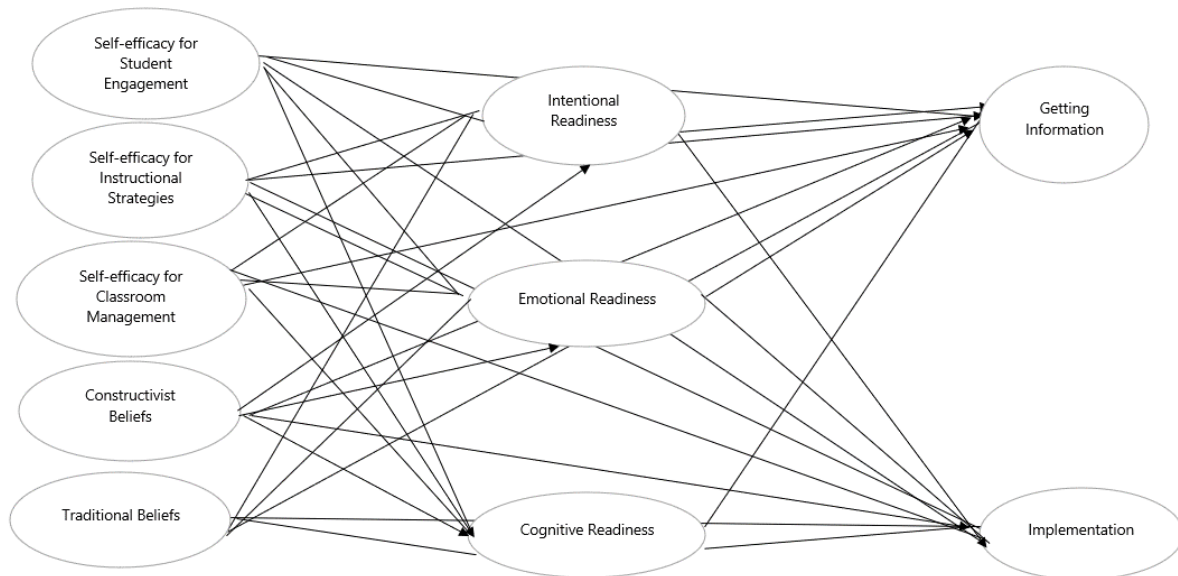 Self-efficacy for
Student
Engagement
Self-efficacy for
Instructional
Strategies
Self-efficacy for
Classroom
Management
Constructivist
Beliefs
Traditional Beliefs
Intentional
Readiness
Emotional Readiness
Cognitive Readiness
Getting
Information
Implementation